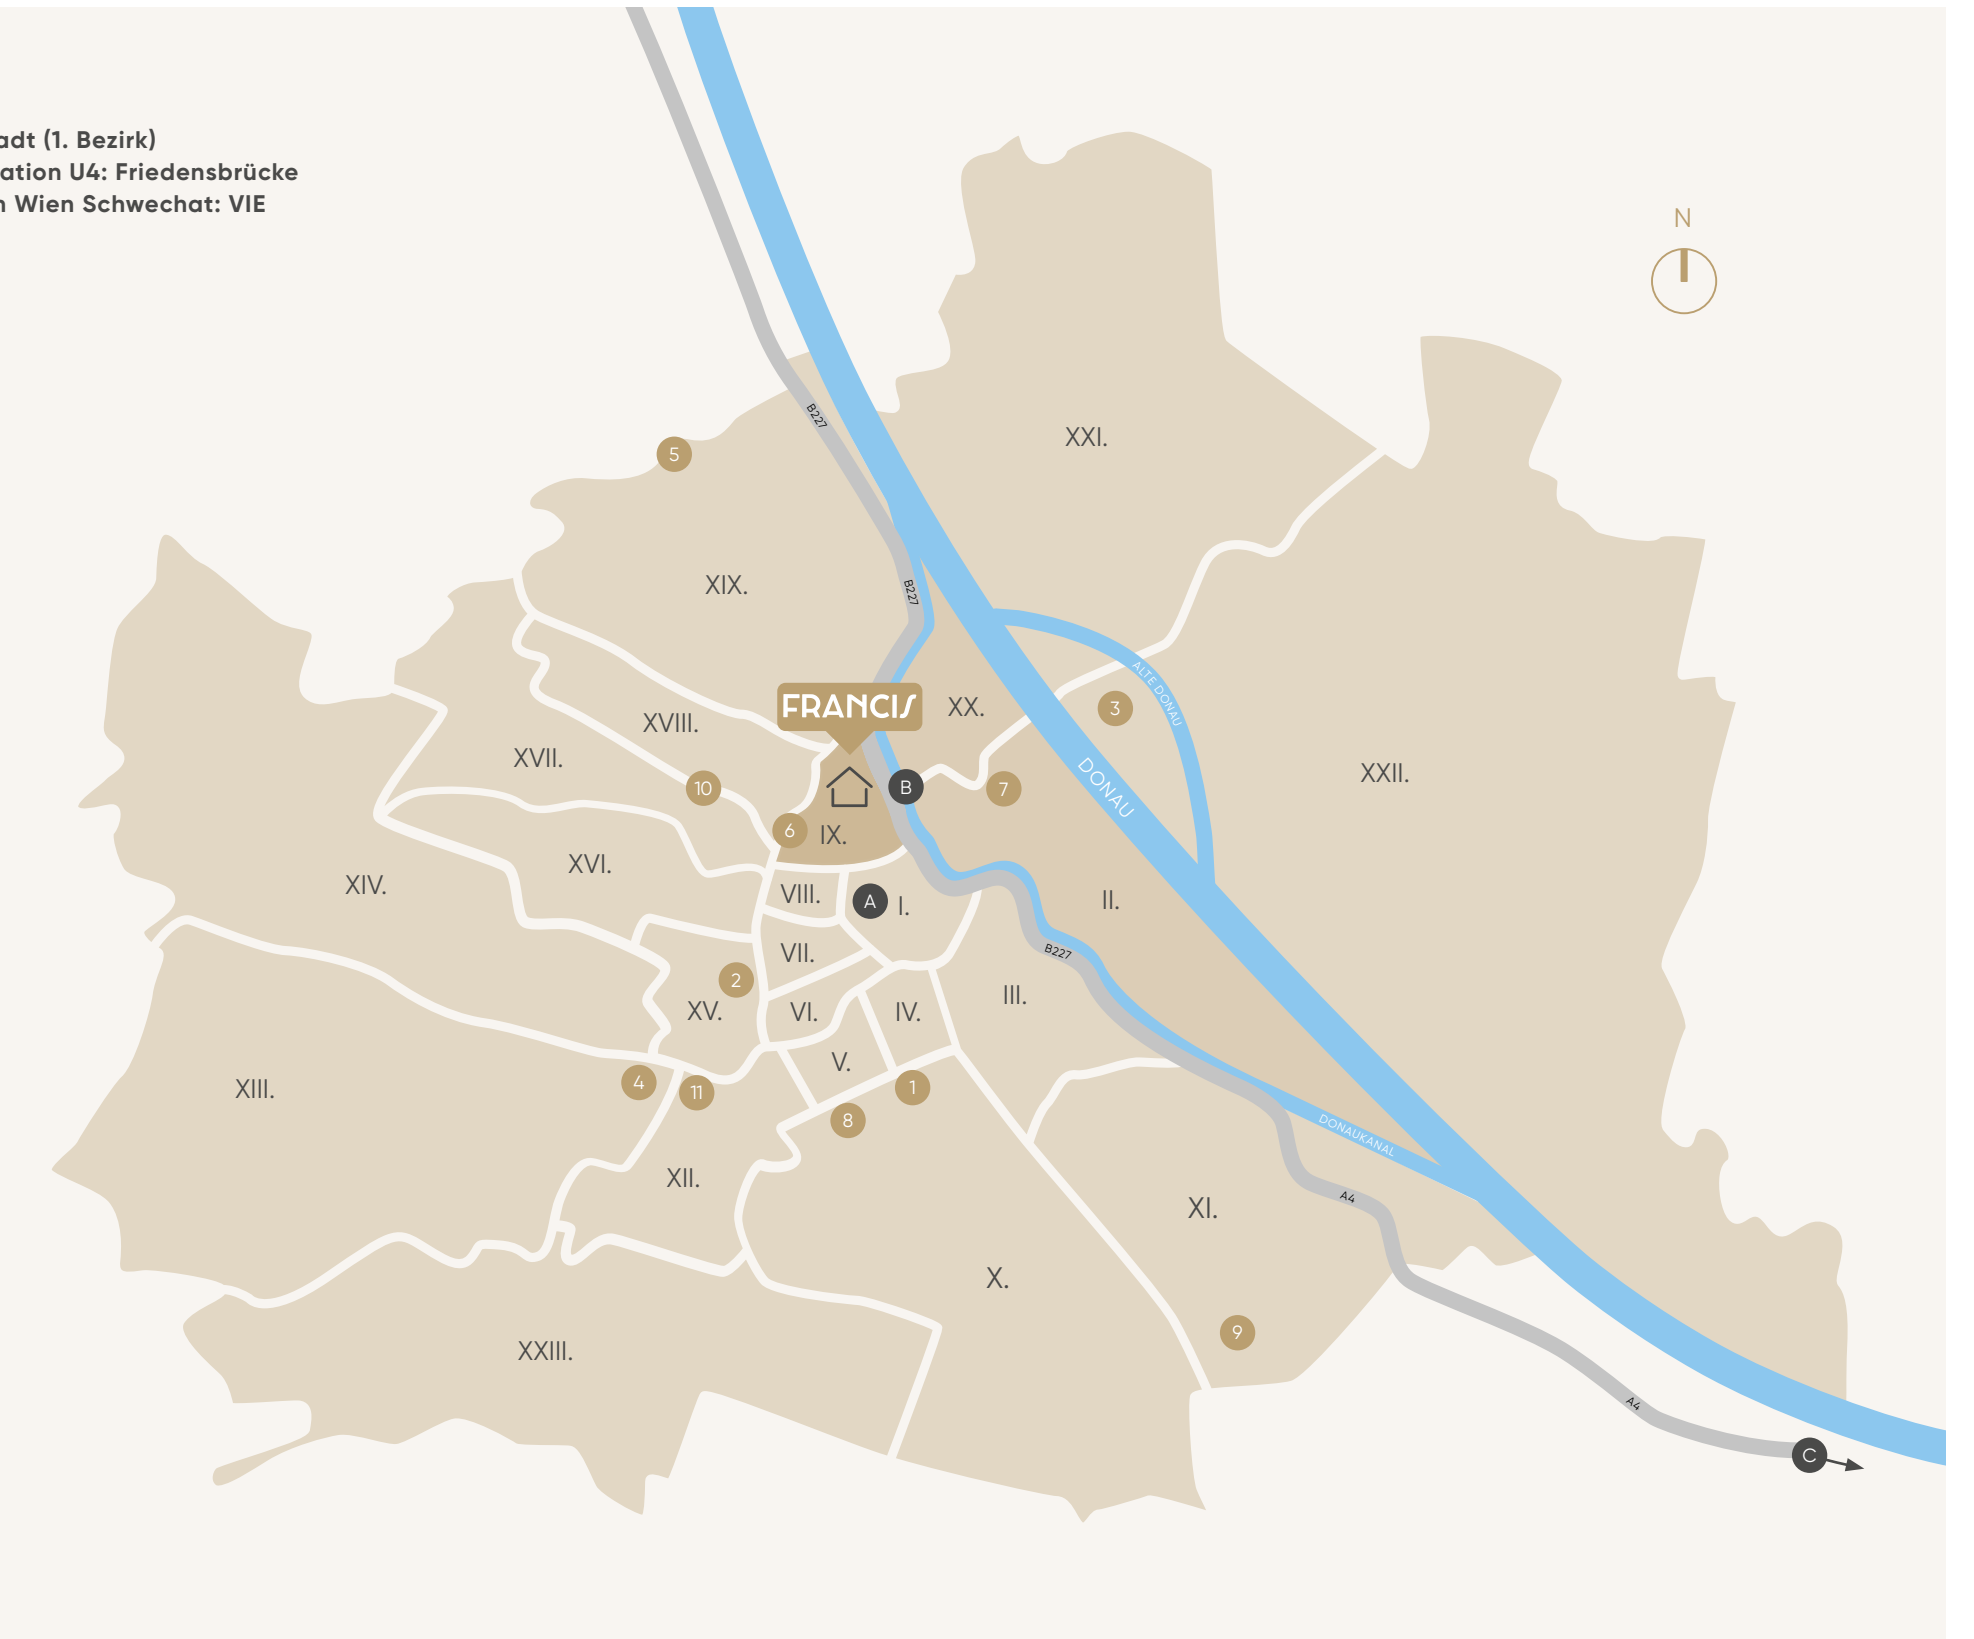 adt (1. Bezirk)
ation U4: Friedensbrücke
n Wien Schwechat: VIE
N
B227
XXI.
5
XIX.
B227
ALTE DONAU
FRANCIS
XX.
3
XVIII.
XVII.
10
B
7
DONAU
XXII.
6
IX.
XVI.
XIV.
VIII.
A
I.
II.
VII.
B227
2
XV.
VI.
IV.
III.
V.
4
11
1
XIII.
8
DONAUKANAL
XII.
A4
XI.
X.
9
XXIII.
A4
C